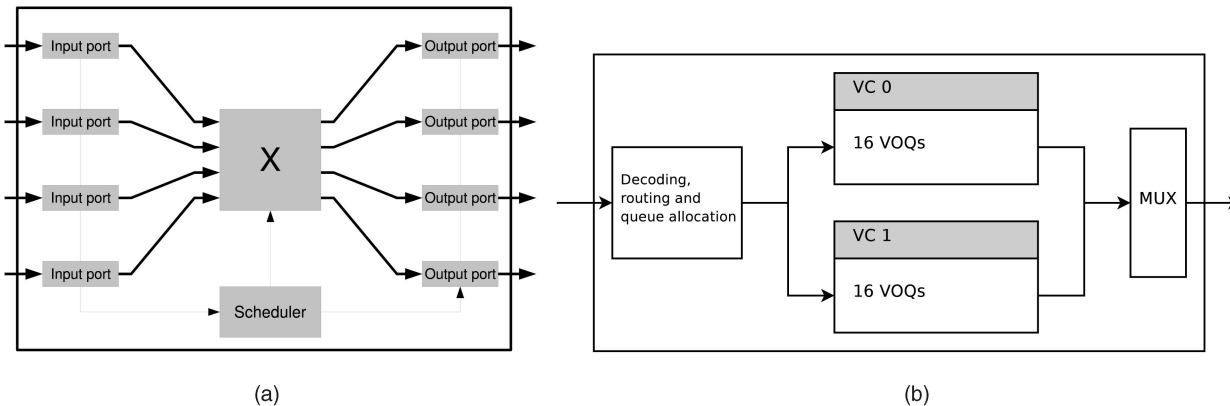 Input port
Output port
Input port
Output port
X
Input port
Output port
Input port
Output port
Scheduler
(a)
Decoding,
routing and
queue allocation
VC 0
16 VOQs
VC 1
16 VOQs
MUX
(b)